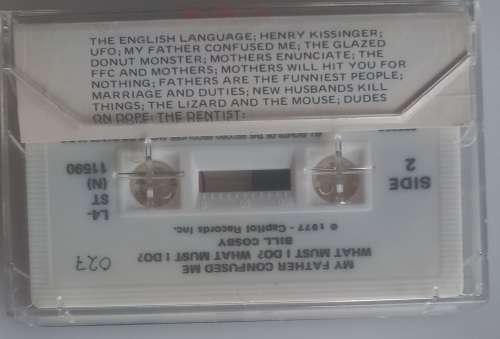 THE ENGLISH LANGUAGE; HENRY KISSINGER;
UFO; MY FATHER CONFUSED ME; THE GLAZED
DONUT MONSTER; MOTHERS ENUNCIATE; THE
FFC AND MOTHERS; MOTHERS WILL HIT YOU FOR
NOTHING; FATHERS ARE THE FUNNIEST PEOPLE;
MARRIAGE AND DUTIES; NEW HUSBANDS KILL
THINGS; THE LIZARD AND THE MOUSE; DUDES
ON DOPE; THE DENTIST;
MY FATHER CONFUSED ME
WHAT MUST I DO? WHAT MUST I DO?
BILL COSBY
027
℗ 1977 - Capitol Records Inc.
SIDE
2
L4-
ST
(N)
11590